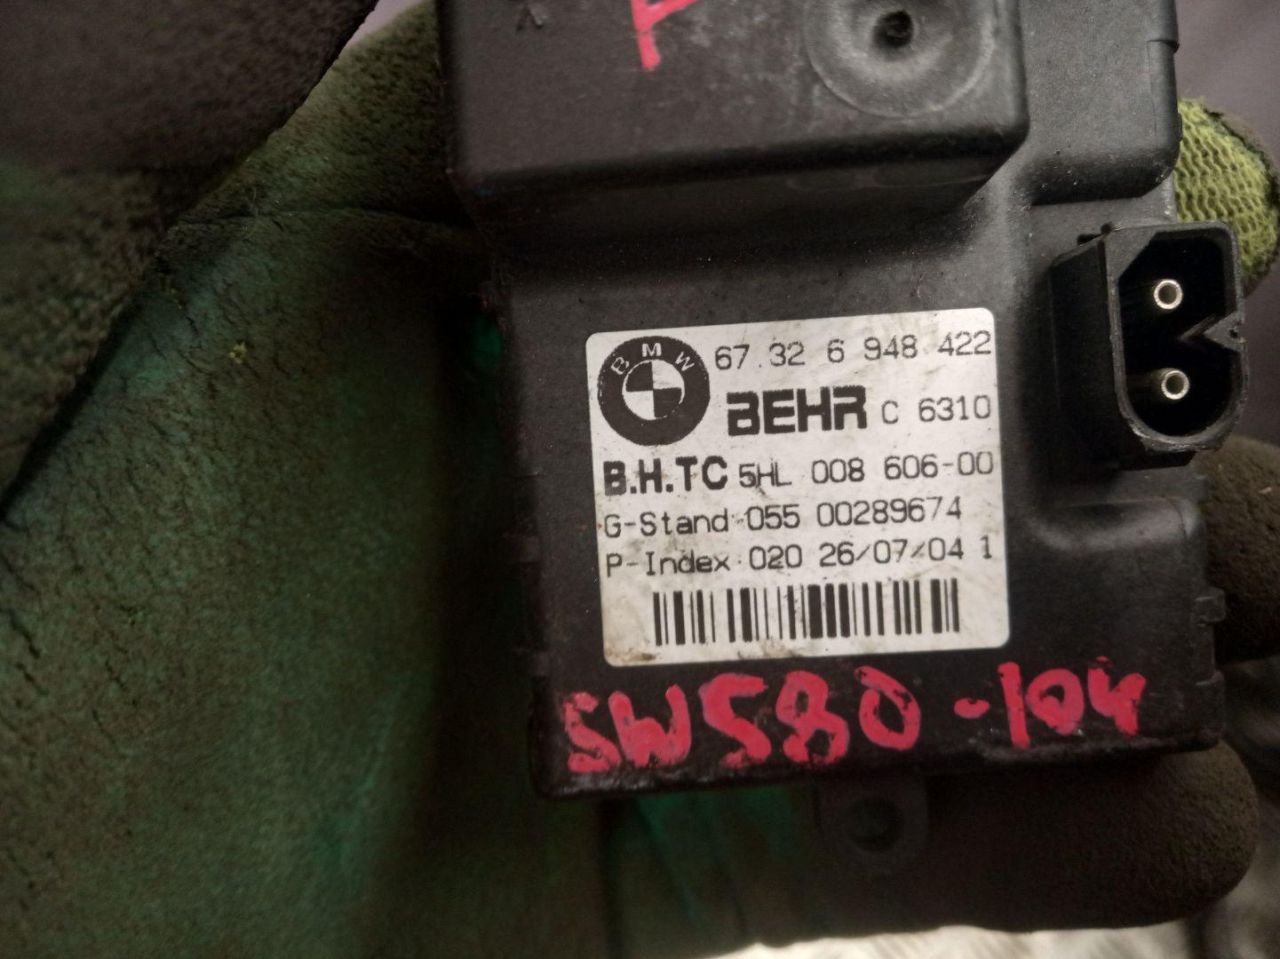 BMW 67.32 6 948.422
BEHR C 6310
B.H.TC 5HL 008 606-00
G-Stand 055 00289674
P-Index 020 26/07/04 1
SW580-104